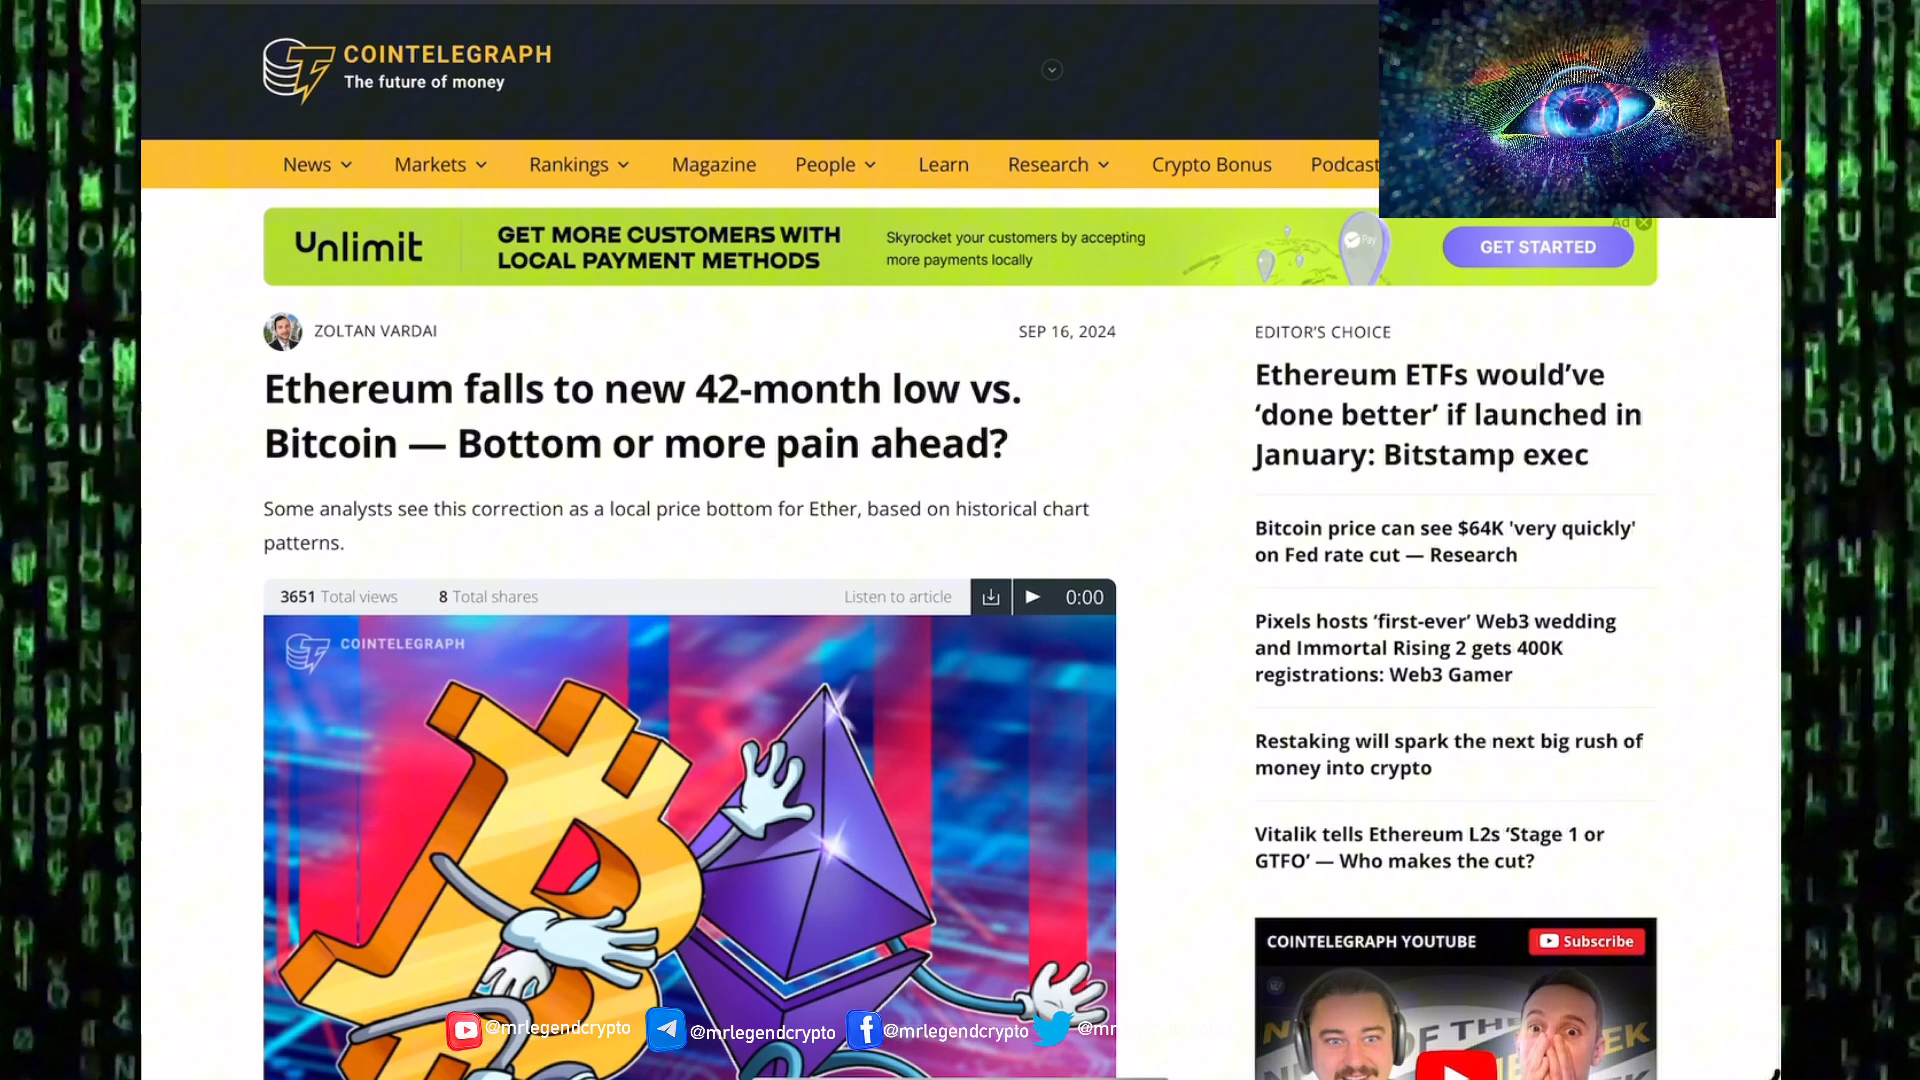 COINTELEGRAPH
The future of money
News
Markets
Rankings
Magazine
People
Learn
Research
Crypto Bonus
Podcast
Unlimit
GET MORE CUSTOMERS WITH
LOCAL PAYMENT METHODS
Skyrocket your customers by accepting
more payments locally
Pay
GET STARTED
Ad
ZOLTAN VARDAI
SEP 16, 2024
Ethereum falls to new 42-month low vs.
Bitcoin — Bottom or more pain ahead?
Some analysts see this correction as a local price bottom for Ether, based on historical chart
patterns.
3651 Total views
8 Total shares
Listen to article
0:00
COINTELEGRAPH
@mrlegendcrypto
@mrlegendcrypto
@mrlegendcrypto
EDITOR'S CHOICE
Ethereum ETFs would've
'done better' if launched in
January: Bitstamp exec
Bitcoin price can see $64K 'very quickly'
on Fed rate cut — Research
Pixels hosts 'first-ever' Web3 wedding
and Immortal Rising 2 gets 400K
registrations: Web3 Gamer
Restaking will spark the next big rush of
money into crypto
Vitalik tells Ethereum L2s 'Stage 1 or
GTFO' — Who makes the cut?
COINTELEGRAPH YOUTUBE
Subscribe
OF THE